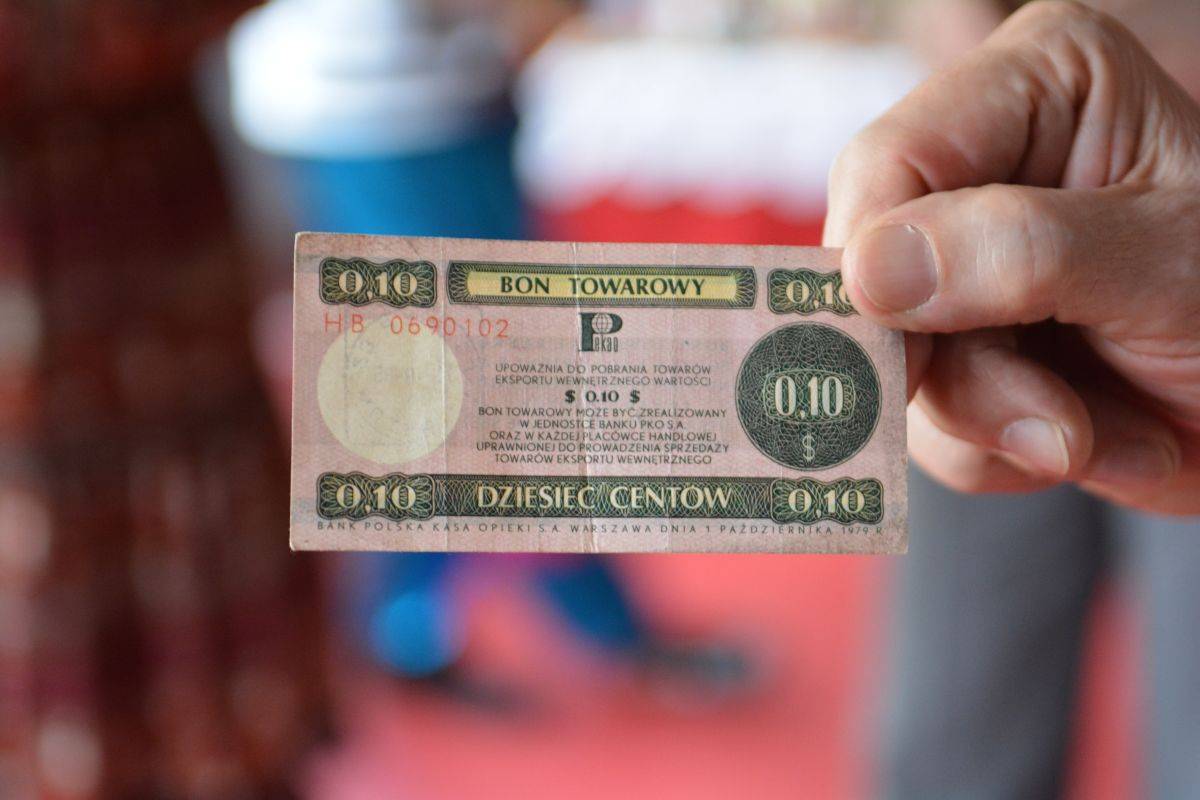 0,10 BON TOWAROWY 0,10
HB 0690102
Pekao
UPOWAŻNIA DO POBRANIA TOWARÓW
EKSPORTU WEWNĘTRZNEGO WARTOŚCI
$ 0.10 $
BON TOWAROWY MOŻE BYĆ ZREALIZOWANY
W JEDNOSTCE BANKU PKO S.A.
ORAZ W KAŻDEJ PLACÓWCE HANDLOWEJ
UPRAWNIONEJ DO PROWADZENIA SPRZEDAŻY
TOWARÓW EKSPORTU WEWNĘTRZNEGO
0,10
$
0,10 DZIESIĘĆ CENTÓW 0,10
BANK POLSKA KASA OPIEKI S.A. WARSZAWA DNIA 1 PAŹDZIERNIKA 1979 R